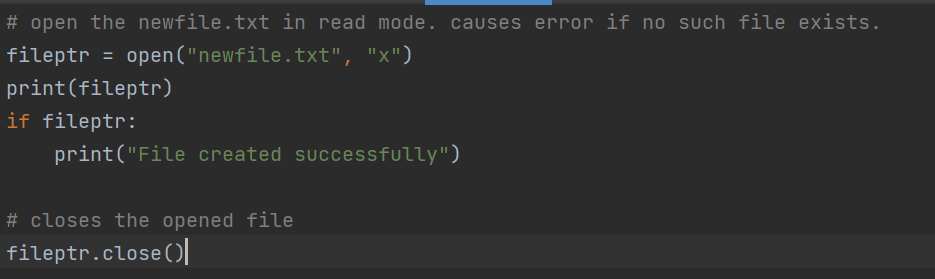 # open the newfile.txt in read mode. causes error if no such file exists.
fileptr = open("newfile.txt", "x")
print(fileptr)
if fileptr:
    print("File created successfully")

# closes the opened file
fileptr.close()